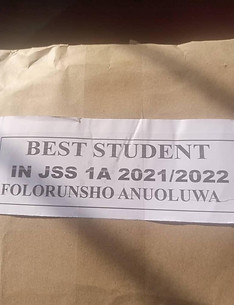 BEST STUDENT
IN JSS 1A 2021/2022
FOLORUNSHO ANUOLUWA